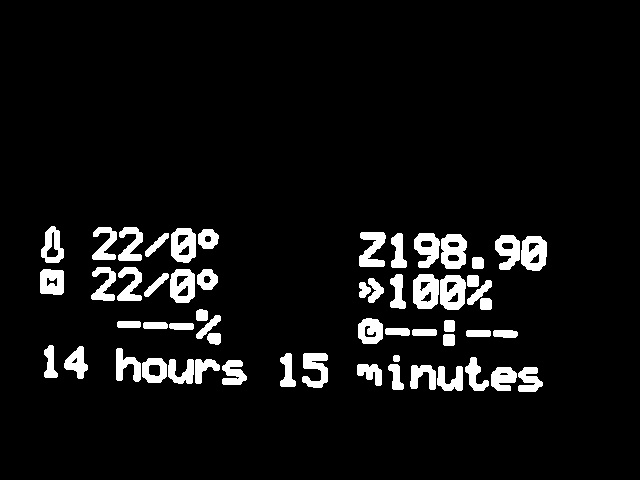 22/0° Z198.90
22/0° »100%
---% --:--
14 hours 15 minutes